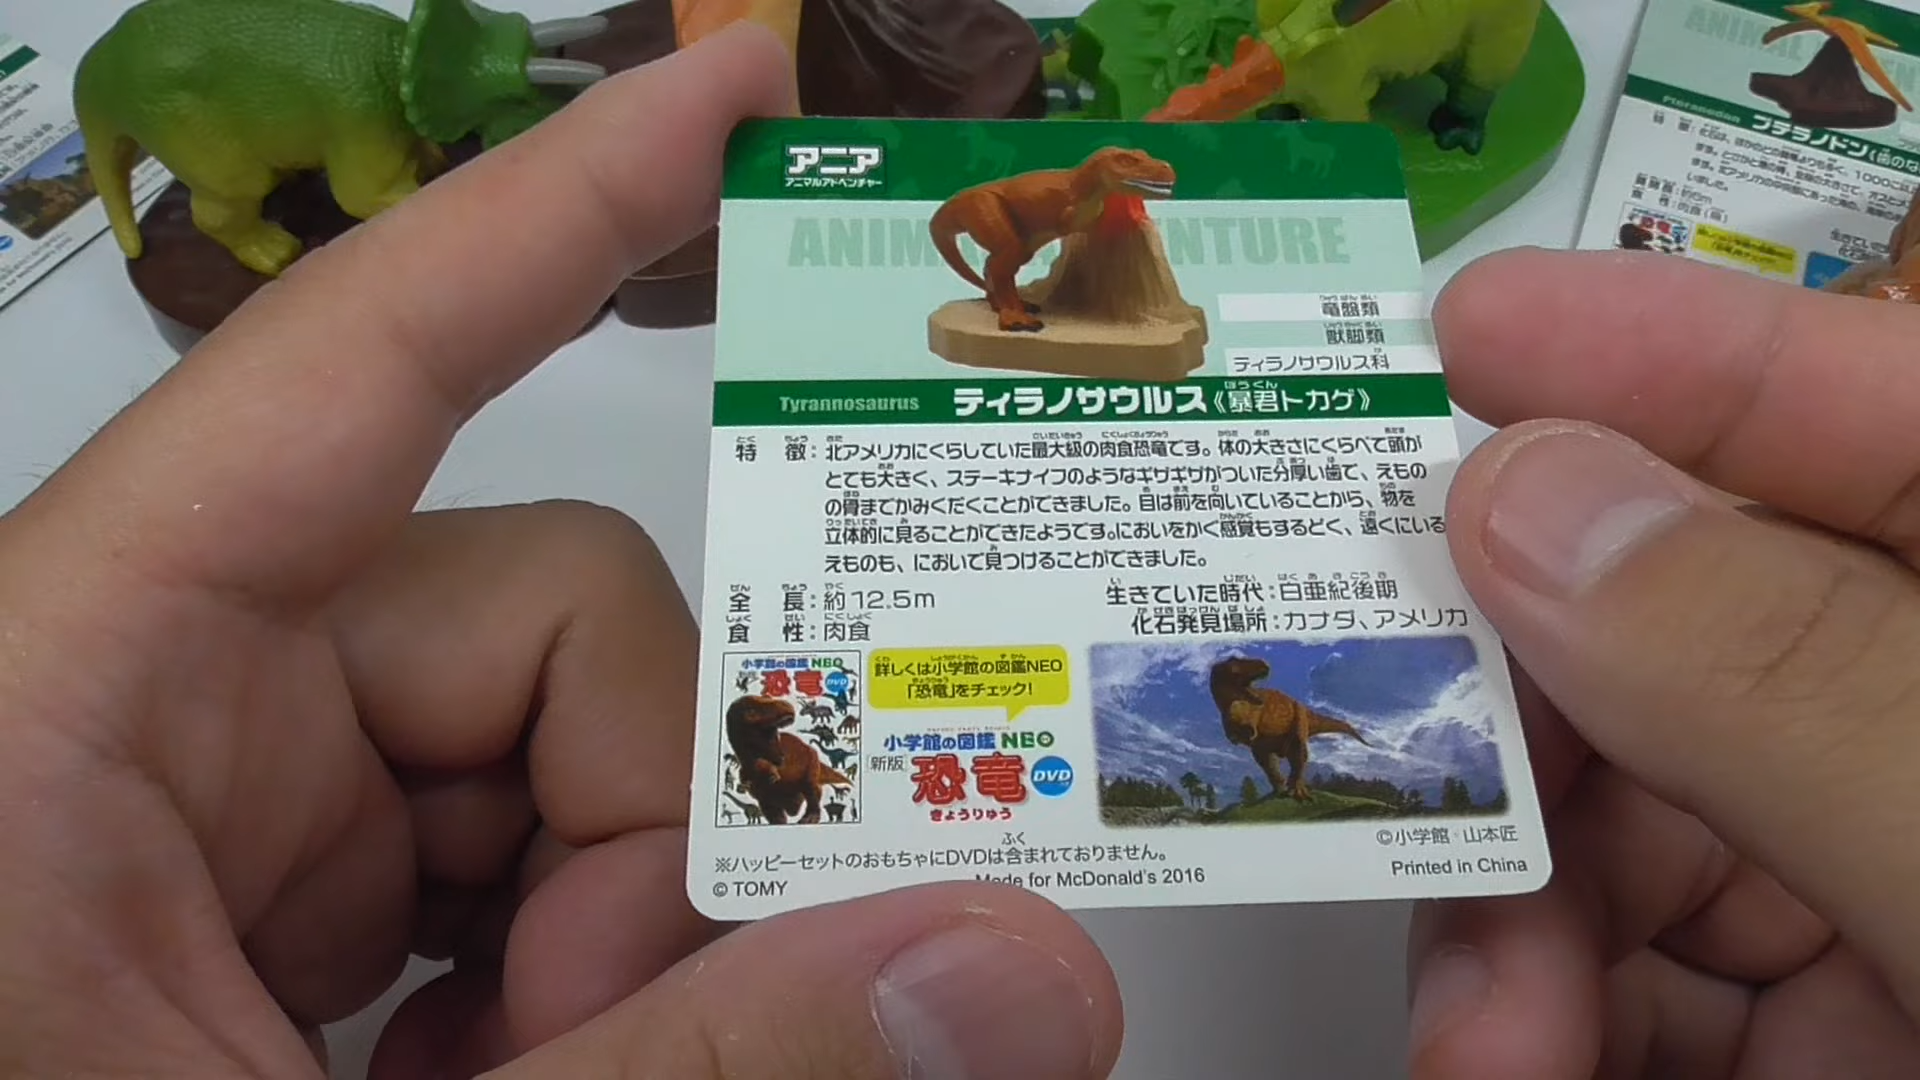 アニア
アニマルアドベンチャー
ANIM VENTURE
竜盤類
獣脚類
ティラノサウルス科
Tyrannosaurus ティラノサウルス《暴君トカゲ》
特徴:北アメリカにくらしていた最大級の肉食恐竜です。体の大きさにくらべて頭が
とても大きく、ステーキナイフのようなギザギザがついた分厚い歯で、えもの
の骨までかみくだくことができました。目は前を向いていることから、物を
立体的に見ることができたようです。においをかぐ感覚もするどく、遠くにいる
えものも、においで見つけることができました。
全長:約12.5m 生きていた時代:白亜紀後期
食性:肉食 化石発見場所:カナダ、アメリカ
小学館の図鑑 NEO
恐竜 DVD
詳しくは小学館の図鑑NEO
「恐竜」をチェック!
小学館の図鑑 NEO
[新版] 恐竜 DVD
きょうりゅう
©小学館・山本匠
※ハッピーセットのおもちゃにDVDは含まれておりません。
© TOMY Made for McDonald's 2016 Printed in China
Pteranodon プテラノドン